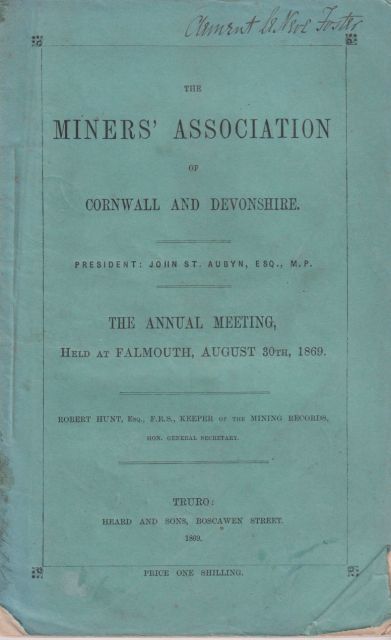 Clement Le Neve Foster
THE
MINERS' ASSOCIATION
OF
CORNWALL AND DEVONSHIRE.
PRESIDENT: JOHN ST. AUBYN, ESQ., M.P.
THE ANNUAL MEETING,
HELD AT FALMOUTH, AUGUST 30TH, 1869.
ROBERT HUNT, ESQ., F.R.S., KEEPER OF THE MINING RECORDS,
HON. GENERAL SECRETARY.
TRURO:
HEARD AND SONS, BOSCAWEN STREET.
1869.
PRICE ONE SHILLING.